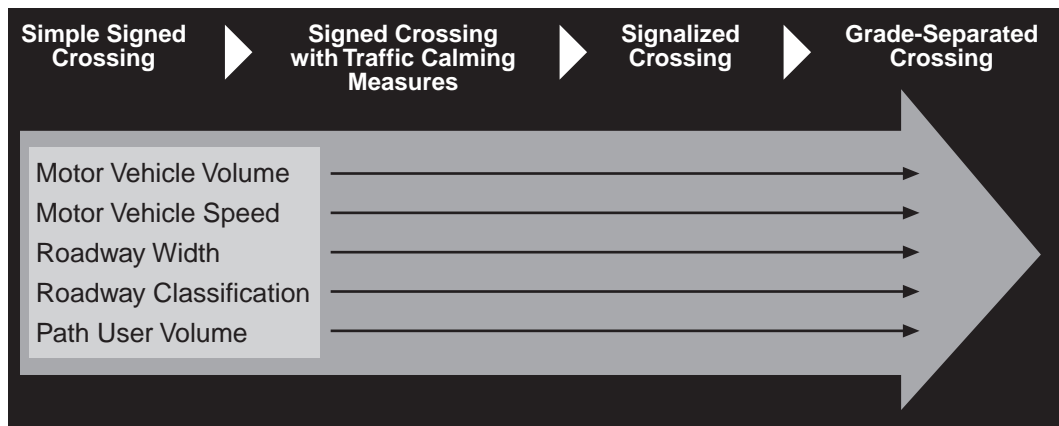 Simple Signed
Crossing
Signed Crossing
with Traffic Calming
Measures
Signalized
Crossing
Grade-Separated
Crossing
Motor Vehicle Volume
Motor Vehicle Speed
Roadway Width
Roadway Classification
Path User Volume